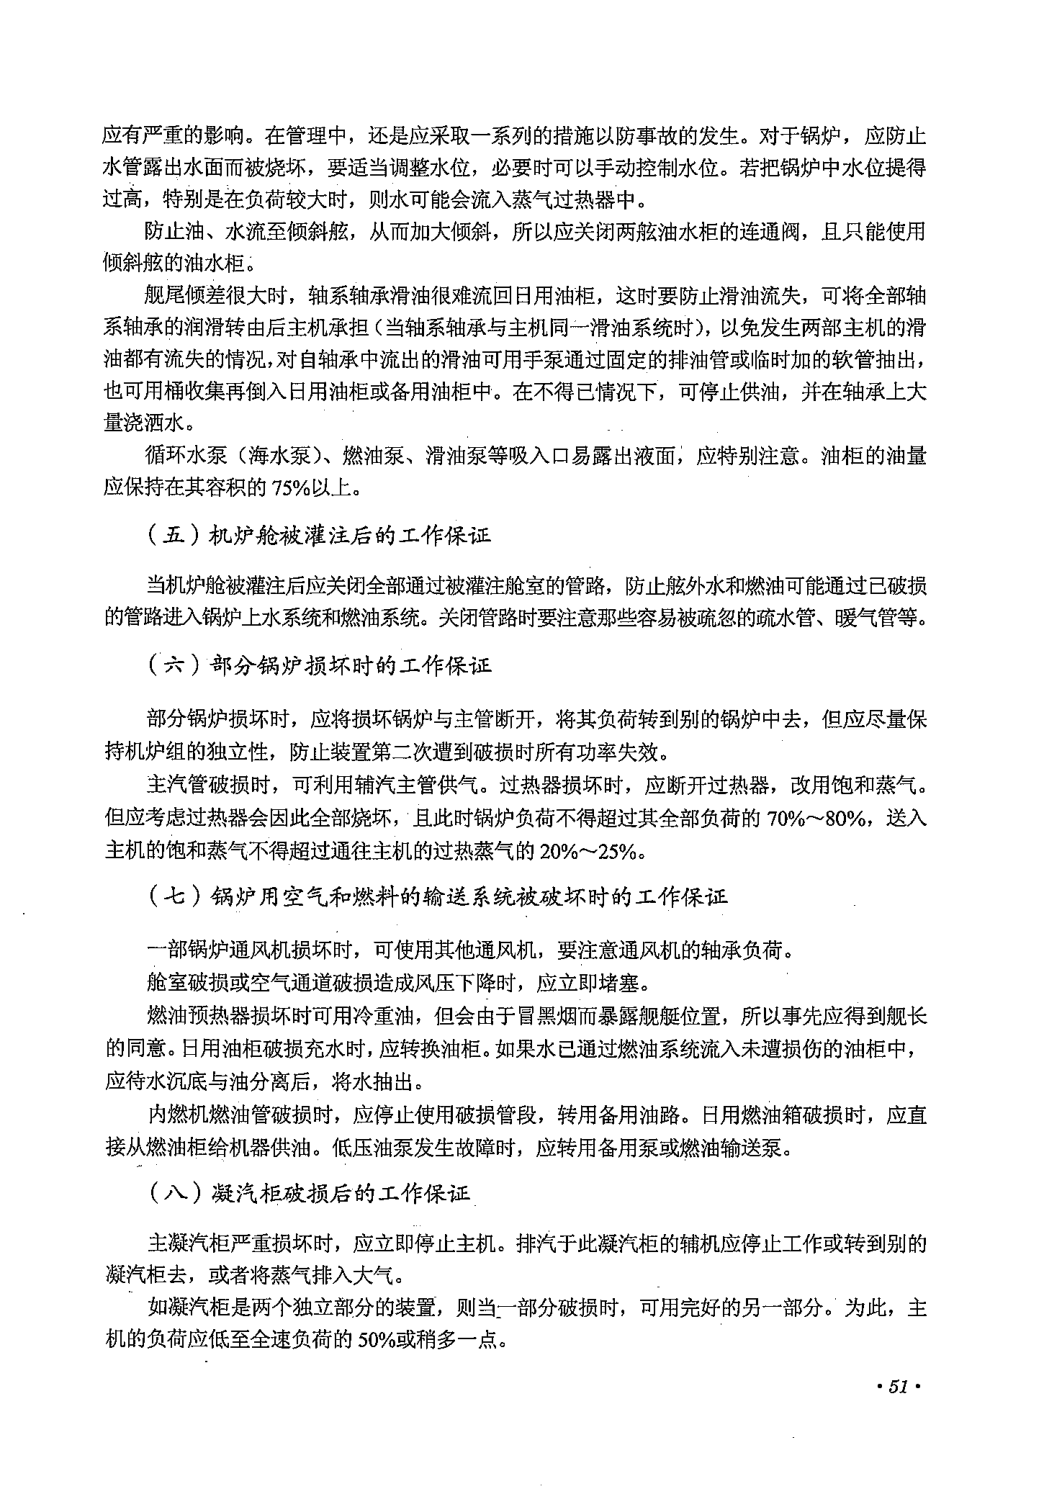 应有严重的影响。在管理中，还是应采取一系列的措施以防事故的发生。对于锅炉，应防止
水管露出水面而被烧坏，要适当调整水位，必要时可以手动控制水位。若把锅炉中水位提得
过高，特别是在负荷较大时，则水可能会流入蒸气过热器中。
防止油、水流至倾斜舷，从而加大倾斜，所以应关闭两舷油水柜的连通阀，且只能使用
倾斜舷的油水柜。
舰尾倾差很大时，轴系轴承滑油很难流回日用油柜，这时要防止滑油流失，可将全部轴
系轴承的润滑转由后主机承担（当轴系轴承与主机同一滑油系统时），以免发生两部主机的滑
油都有流失的情况，对自轴承中流出的滑油可用手泵通过固定的排油管或临时加的软管抽出，
也可用桶收集再倒入日用油柜或备用油柜中。在不得已情况下，可停止供油，并在轴承上大
量浇洒水。
循环水泵（海水泵）、燃油泵、滑油泵等吸入口易露出液面，应特别注意。油柜的油量
应保持在其容积的 75%以上。
（五）机炉舱被灌注后的工作保证
当机炉舱被灌注后应关闭全部通过被灌注舱室的管路，防止舷外水和燃油可能通过已破损
的管路进入锅炉上水系统和燃油系统。关闭管路时要注意那些容易被疏忽的疏水管、暖气管等。
（六）部分锅炉损坏时的工作保证
部分锅炉损坏时，应将损坏锅炉与主管断开，将其负荷转到别的锅炉中去，但应尽量保
持机炉组的独立性，防止装置第二次遭到破损时所有功率失效。
主汽管破损时，可利用辅汽主管供气。过热器损坏时，应断开过热器，改用饱和蒸气。
但应考虑过热器会因此全部烧坏，且此时锅炉负荷不得超过其全部负荷的 70%～80%，送入
主机的饱和蒸气不得超过通往主机的过热蒸气的 20%～25%。
（七）锅炉用空气和燃料的输送系统被破坏时的工作保证
一部锅炉通风机损坏时，可使用其他通风机，要注意通风机的轴承负荷。
舱室破损或空气通道破损造成风压下降时，应立即堵塞。
燃油预热器损坏时可用冷重油，但会由于冒黑烟而暴露舰艇位置，所以事先应得到舰长
的同意。日用油柜破损充水时，应转换油柜。如果水已通过燃油系统流入未遭损伤的油柜中，
应待水沉底与油分离后，将水抽出。
内燃机燃油管破损时，应停止使用破损管段，转用备用油路。日用燃油箱破损时，应直
接从燃油柜给机器供油。低压油泵发生故障时，应转用备用泵或燃油输送泵。
（八）凝汽柜破损后的工作保证
主凝汽柜严重损坏时，应立即停止主机。排汽于此凝汽柜的辅机应停止工作或转到别的
凝汽柜去，或者将蒸气排入大气。
如凝汽柜是两个独立部分的装置，则当一部分破损时，可用完好的另一部分。为此，主
机的负荷应低至全速负荷的 50%或稍多一点。
·51·